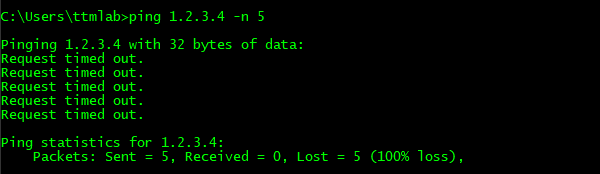 C:\Users\ttmlab>ping 1.2.3.4 -n 5
Pinging 1.2.3.4 with 32 bytes of data:
Request timed out.
Request timed out.
Request timed out.
Request timed out.
Request timed out.
Ping statistics for 1.2.3.4:
    Packets: Sent = 5, Received = 0, Lost = 5 (100% loss),